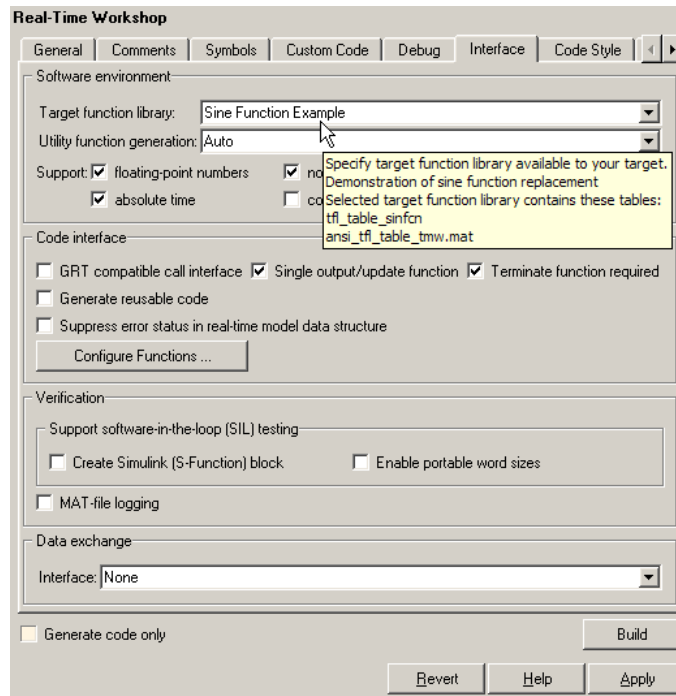 Real-Time Workshop
General Comments Symbols Custom Code Debug Interface Code Style
Software environment
Target function library: Sine Function Example
Utility function generation: Auto
Support: floating-point numbers no
absolute time co
Specify target function library available to your target.
Demonstration of sine function replacement
Selected target function library contains these tables:
tfl_table_sinfcn
ansi_tfl_table_tmw.mat
Code interface
GRT compatible call interface Single output/update function Terminate function required
Generate reusable code
Suppress error status in real-time model data structure
Configure Functions ...
Verification
Support software-in-the-loop (SIL) testing
Create Simulink (S-Function) block Enable portable word sizes
MAT-file logging
Data exchange
Interface: None
Generate code only Build
Revert Help Apply